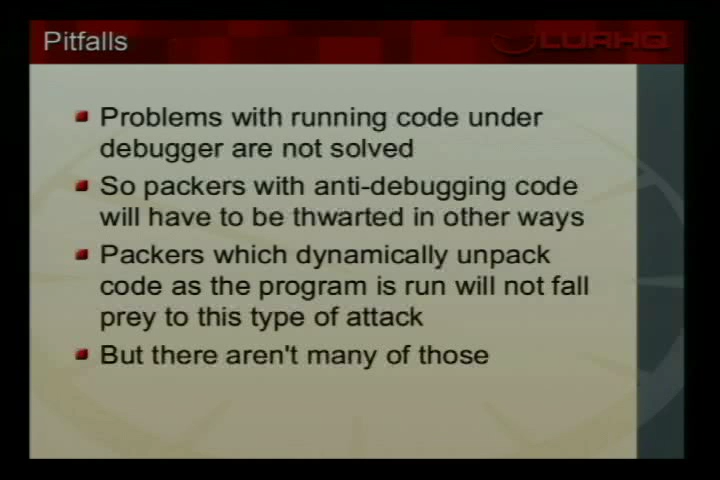 Pitfalls
LURHQ
Problems with running code under
debugger are not solved
So packers with anti-debugging code
will have to be thwarted in other ways
Packers which dynamically unpack
code as the program is run will not fall
prey to this type of attack
But there aren't many of those